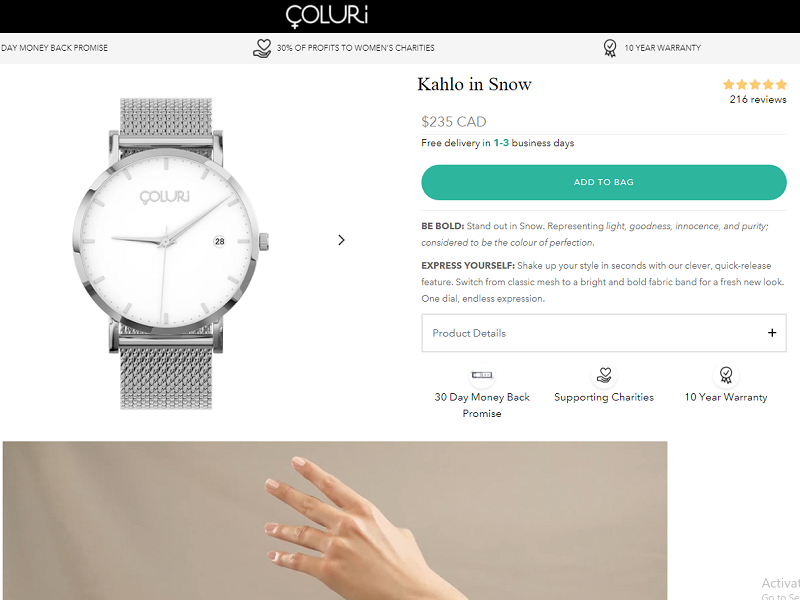 ÇOLURi
DAY MONEY BACK PROMISE
30% OF PROFITS TO WOMEN'S CHARITIES
10 YEAR WARRANTY
Kahlo in Snow
216 reviews
$235 CAD
Free delivery in 1-3 business days
ADD TO BAG
BE BOLD: Stand out in Snow. Representing light, goodness, innocence, and purity;
considered to be the colour of perfection.
EXPRESS YOURSELF: Shake up your style in seconds with our clever, quick-release
feature. Switch from classic mesh to a bright and bold fabric band for a fresh new look.
One dial, endless expression.
Product Details
+
30 Day Money Back
Promise
Supporting Charities
10 Year Warranty
ÇOLURi
28
Activat
Go to Se